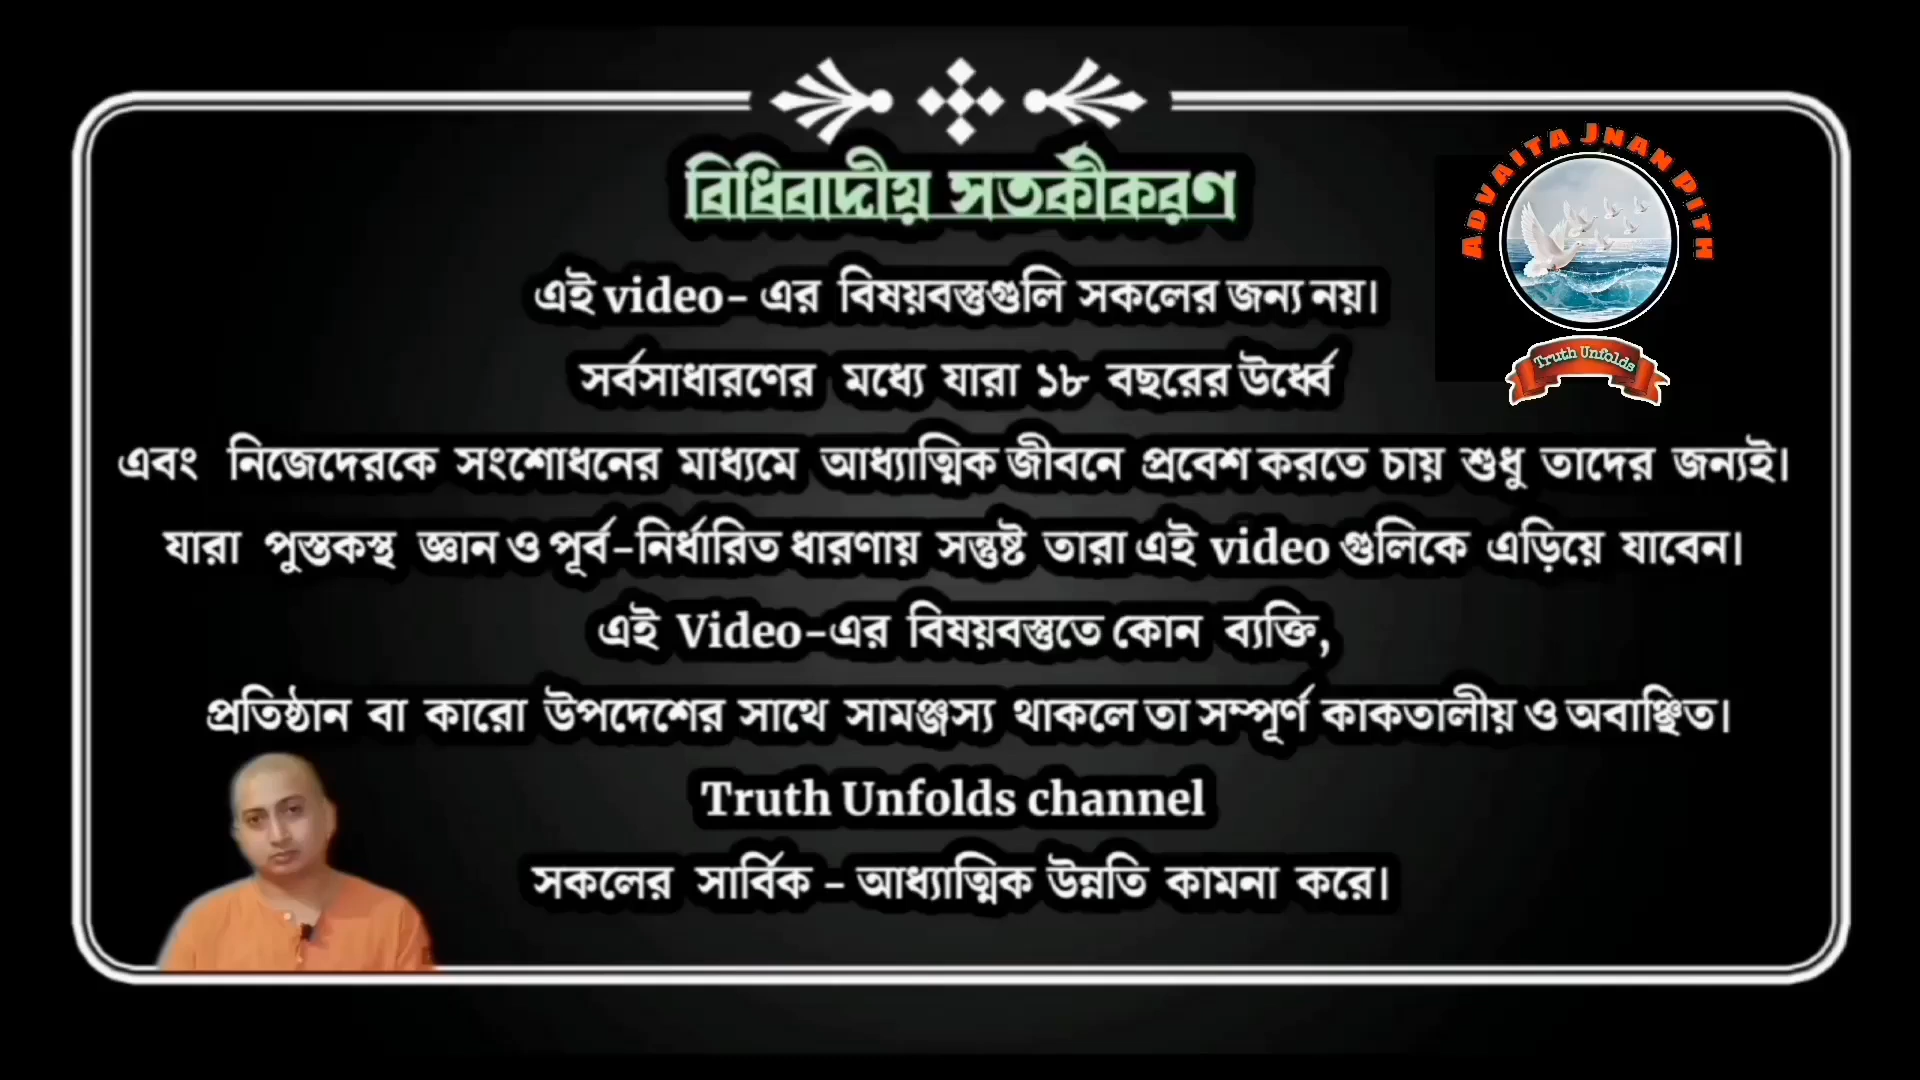 বিধিবাদীয় সতর্কীকরণ
ADVAITA JNAN PITH
এই video- এর বিষয়বস্তুগুলি সকলের জন্য নয়।
Truth Unfolds
সর্বসাধারণের মধ্যে যারা ১৮ বছরের উর্ধ্বে
এবং নিজেদেরকে সংশোধনের মাধ্যমে আধ্যাত্মিক জীবনে প্রবেশ করতে চায় শুধু তাদের জন্যই।
যারা পুস্তকস্থ জ্ঞান ও পূর্ব-নির্ধারিত ধারণায় সন্তুষ্ট তারা এই video গুলিকে এড়িয়ে যাবেন।
এই Video-এর বিষয়বস্তুতে কোন ব্যক্তি,
প্রতিষ্ঠান বা কারো উপদেশের সাথে সামঞ্জস্য থাকলে তা সম্পূর্ণ কাকতালীয় ও অবাঞ্ছিত।
Truth Unfolds channel
সকলের সার্বিক - আধ্যাত্মিক উন্নতি কামনা করে।